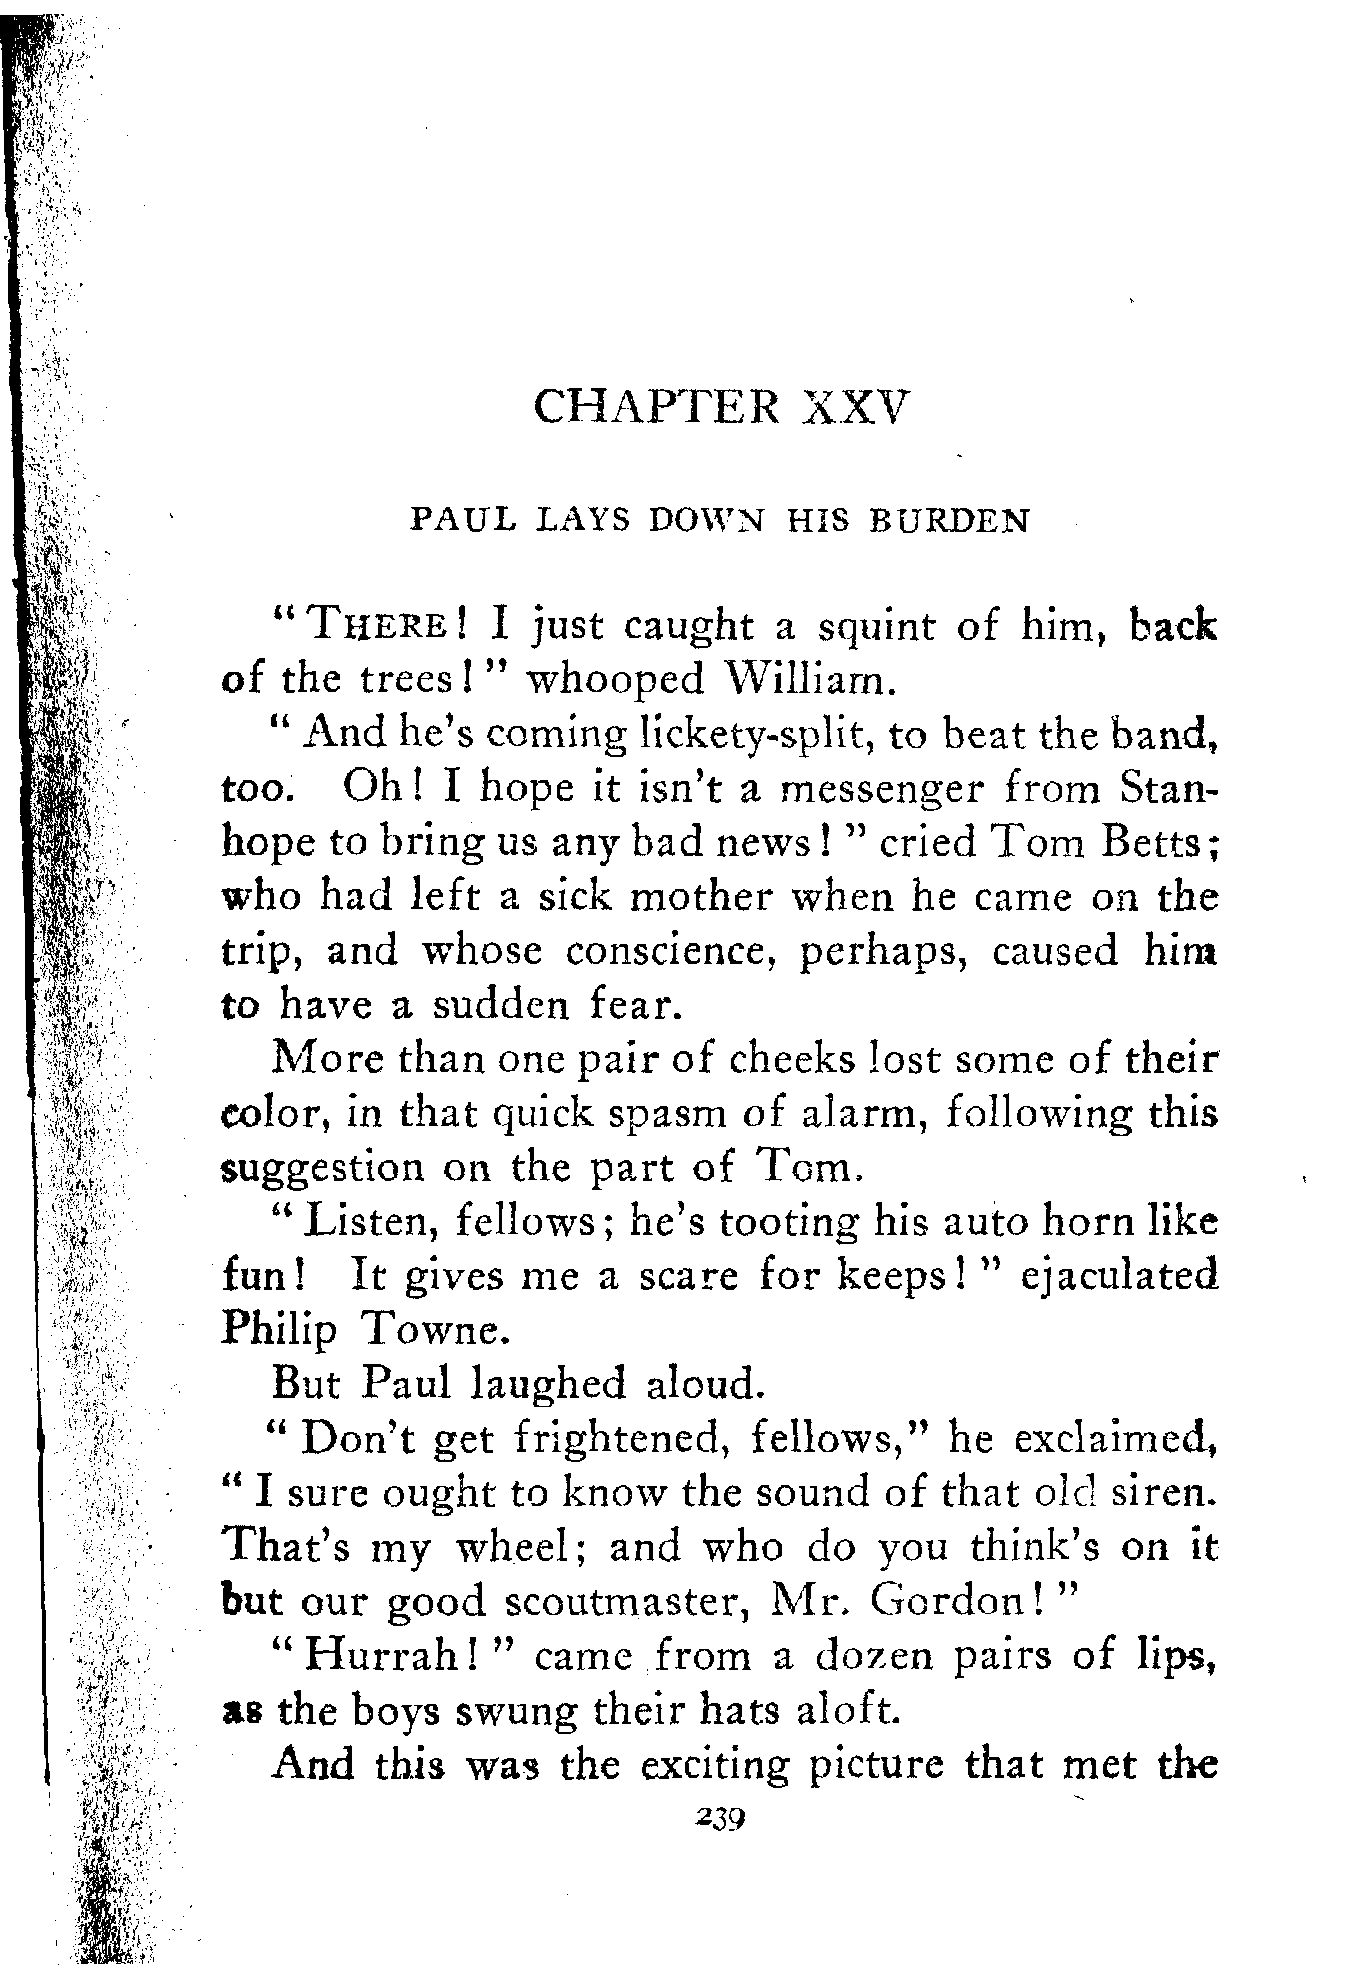 CHAPTER XXV
PAUL LAYS DOWN HIS BURDEN
“THERE! I just caught a squint of him, back
of the trees!” whooped William.
“And he's coming lickety-split, to beat the band,
too. Oh! I hope it isn't a messenger from Stan-
hope to bring us any bad news!” cried Tom Betts;
who had left a sick mother when he came on the
trip, and whose conscience, perhaps, caused him
to have a sudden fear.
More than one pair of cheeks lost some of their
color, in that quick spasm of alarm, following this
suggestion on the part of Tom.
“Listen, fellows; he's tooting his auto horn like
fun! It gives me a scare for keeps!” ejaculated
Philip Towne.
But Paul laughed aloud.
“Don't get frightened, fellows,” he exclaimed,
“I sure ought to know the sound of that old siren.
That's my wheel; and who do you think's on it
but our good scoutmaster, Mr. Gordon!”
“Hurrah!” came from a dozen pairs of lips,
as the boys swung their hats aloft.
And this was the exciting picture that met the
239